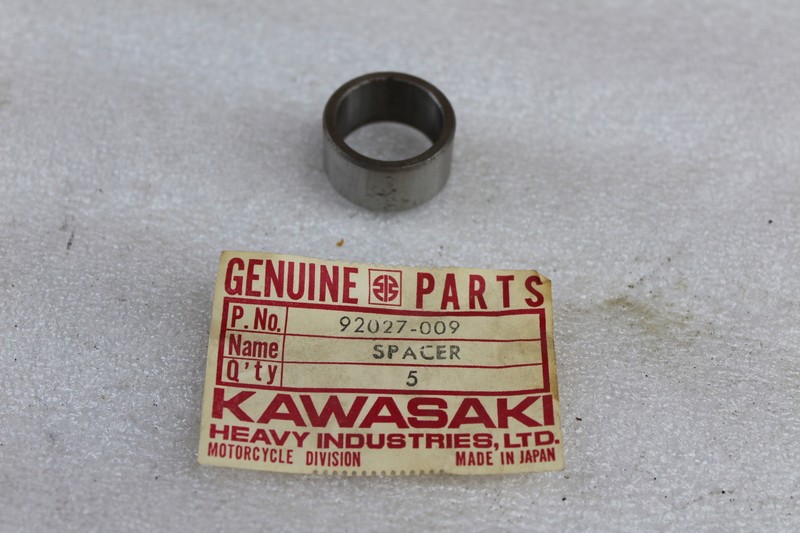 GENUINE PARTS
P. No. 92027-009
Name SPACER
Q'ty 5
KAWASAKI
HEAVY INDUSTRIES, LTD.
MOTORCYCLE DIVISION MADE IN JAPAN